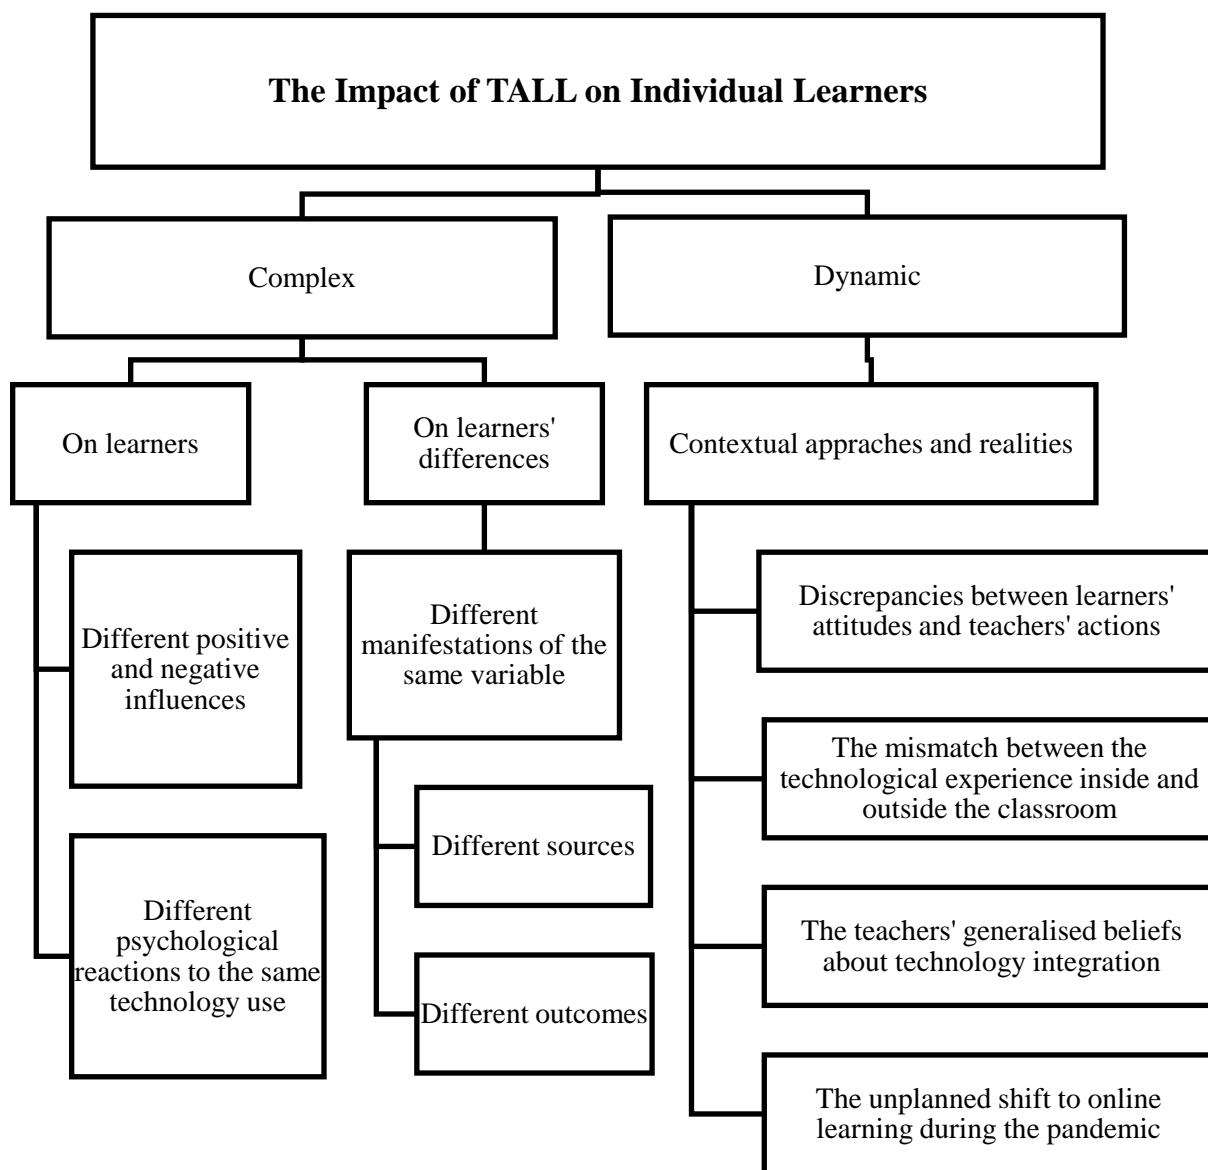 The Impact of TALL on Individual Learners
Complex
Dynamic
On learners
On learners'
differences
Contextual appraches and realities
Different positive
and negative
influences
Different
psychological
reactions to the same
technology use
Different
manifestations of the
same variable
Different sources
Different outcomes
Discrepancies between learners'
attitudes and teachers' actions
The mismatch between the
technological experience inside and
outside the classroom
The teachers' generalised beliefs
about technology integration
The unplanned shift to online
learning during the pandemic